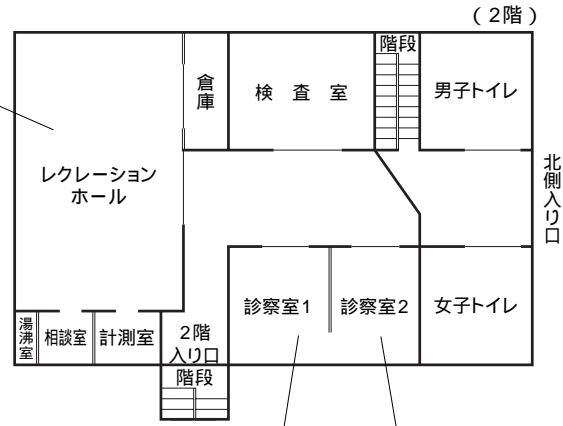 （２階）
階段
倉庫
検 査 室
男子トイレ
レクレーション
ホール
北側入り口
診察室1
診察室2
女子トイレ
湯沸室
相談室
計測室
2階
入り口
階段